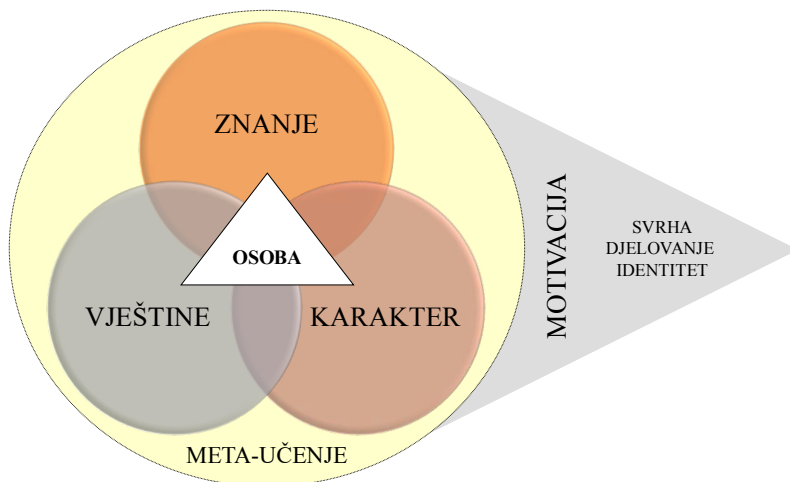 ZNANJE
OSOBA
VJEŠTINE
KARAKTER
META-UČENJE
MOTIVACIJA
SVRHA
DJELOVANJE
IDENTITET